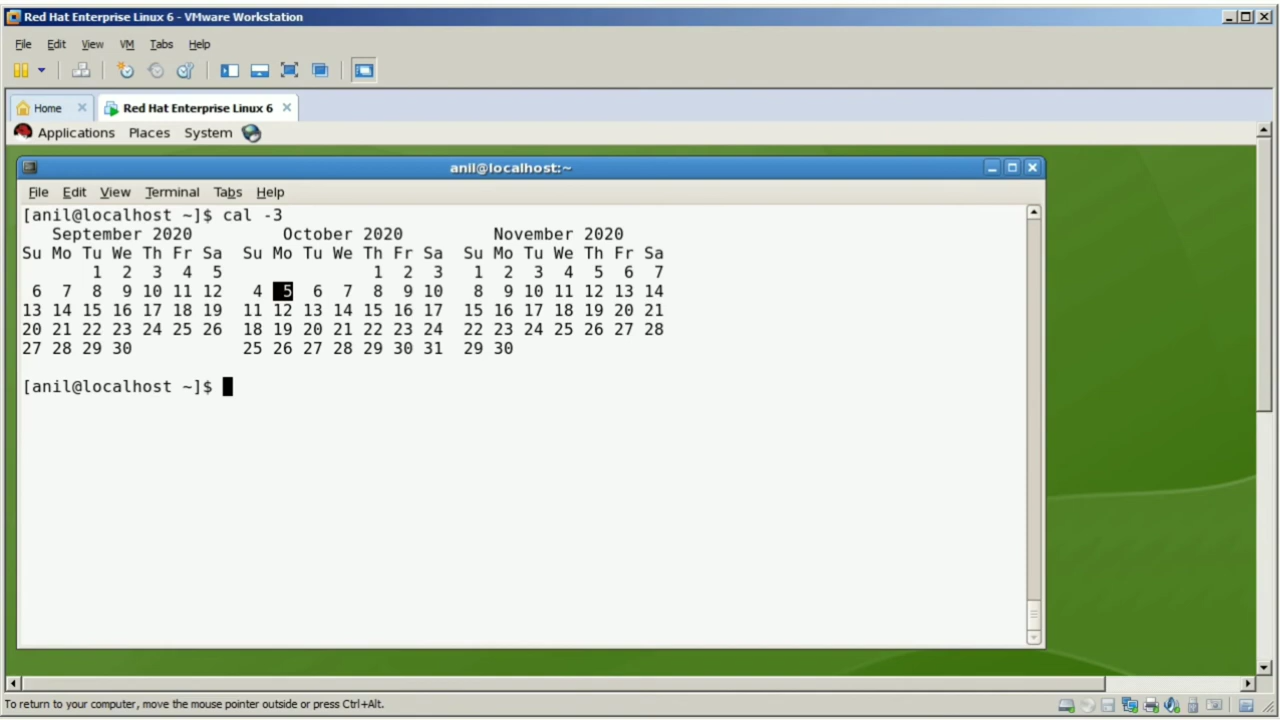 Red Hat Enterprise Linux 6 - VMware Workstation
File Edit View VM Tabs Help
Home Red Hat Enterprise Linux 6
Applications Places System
anil@localhost:~
File Edit View Terminal Tabs Help
[anil@localhost ~]$ cal -3
   September 2020         October 2020         November 2020
Su Mo Tu We Th Fr Sa  Su Mo Tu We Th Fr Sa  Su Mo Tu We Th Fr Sa
       1  2  3  4  5               1  2  3   1  2  3  4  5  6  7
 6  7  8  9 10 11 12   4  5  6  7  8  9 10   8  9 10 11 12 13 14
13 14 15 16 17 18 19  11 12 13 14 15 16 17  15 16 17 18 19 20 21
20 21 22 23 24 25 26  18 19 20 21 22 23 24  22 23 24 25 26 27 28
27 28 29 30           25 26 27 28 29 30 31  29 30
[anil@localhost ~]$
To return to your computer, move the mouse pointer outside or press Ctrl+Alt.